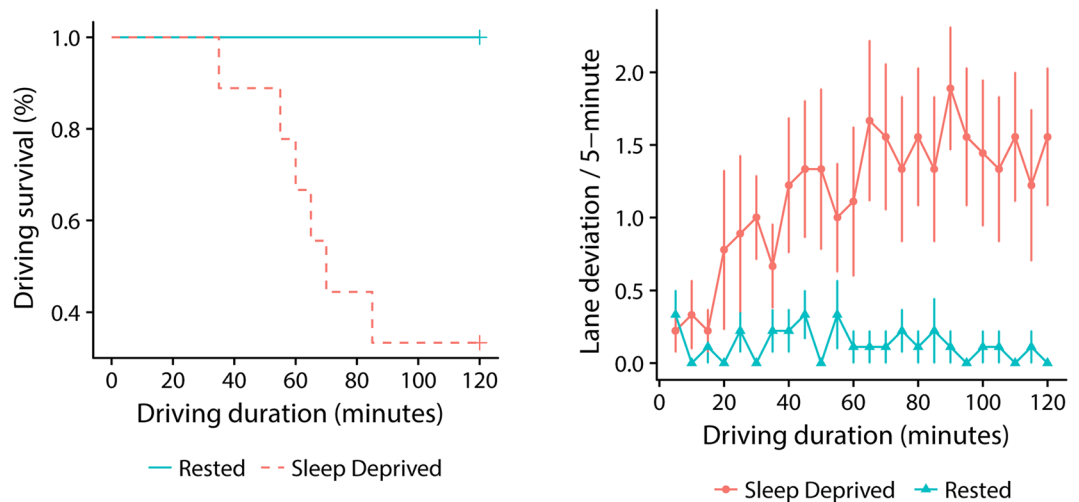 Driving survival (%)
1.0
0.8
0.6
0.4
0 20 40 60 80 100 120
Driving duration (minutes)
Rested Sleep Deprived
Lane deviation / 5−minute
2.0
1.5
1.0
0.5
0.0
0 20 40 60 80 100 120
Driving duration (minutes)
Sleep Deprived Rested